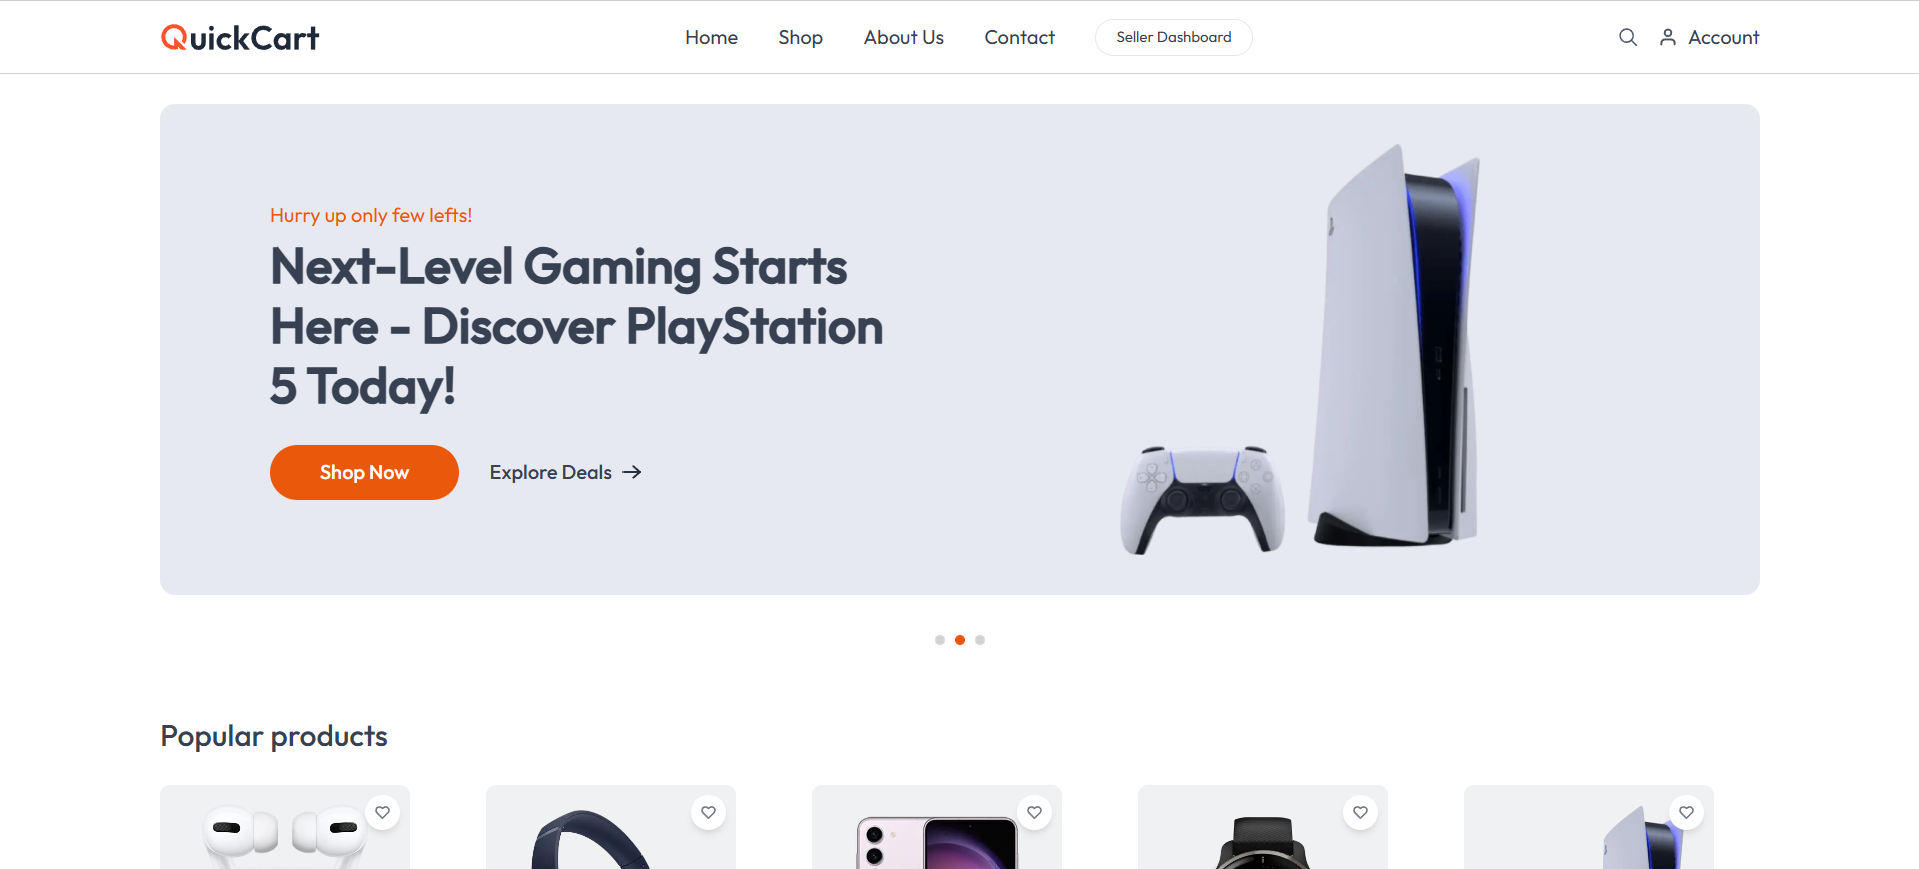 QuickCart
Home
Shop
About Us
Contact
Seller Dashboard
Account
Hurry up only few lefts!
Next-Level Gaming Starts
Here - Discover PlayStation
5 Today!
Shop Now
Explore Deals →
Popular products